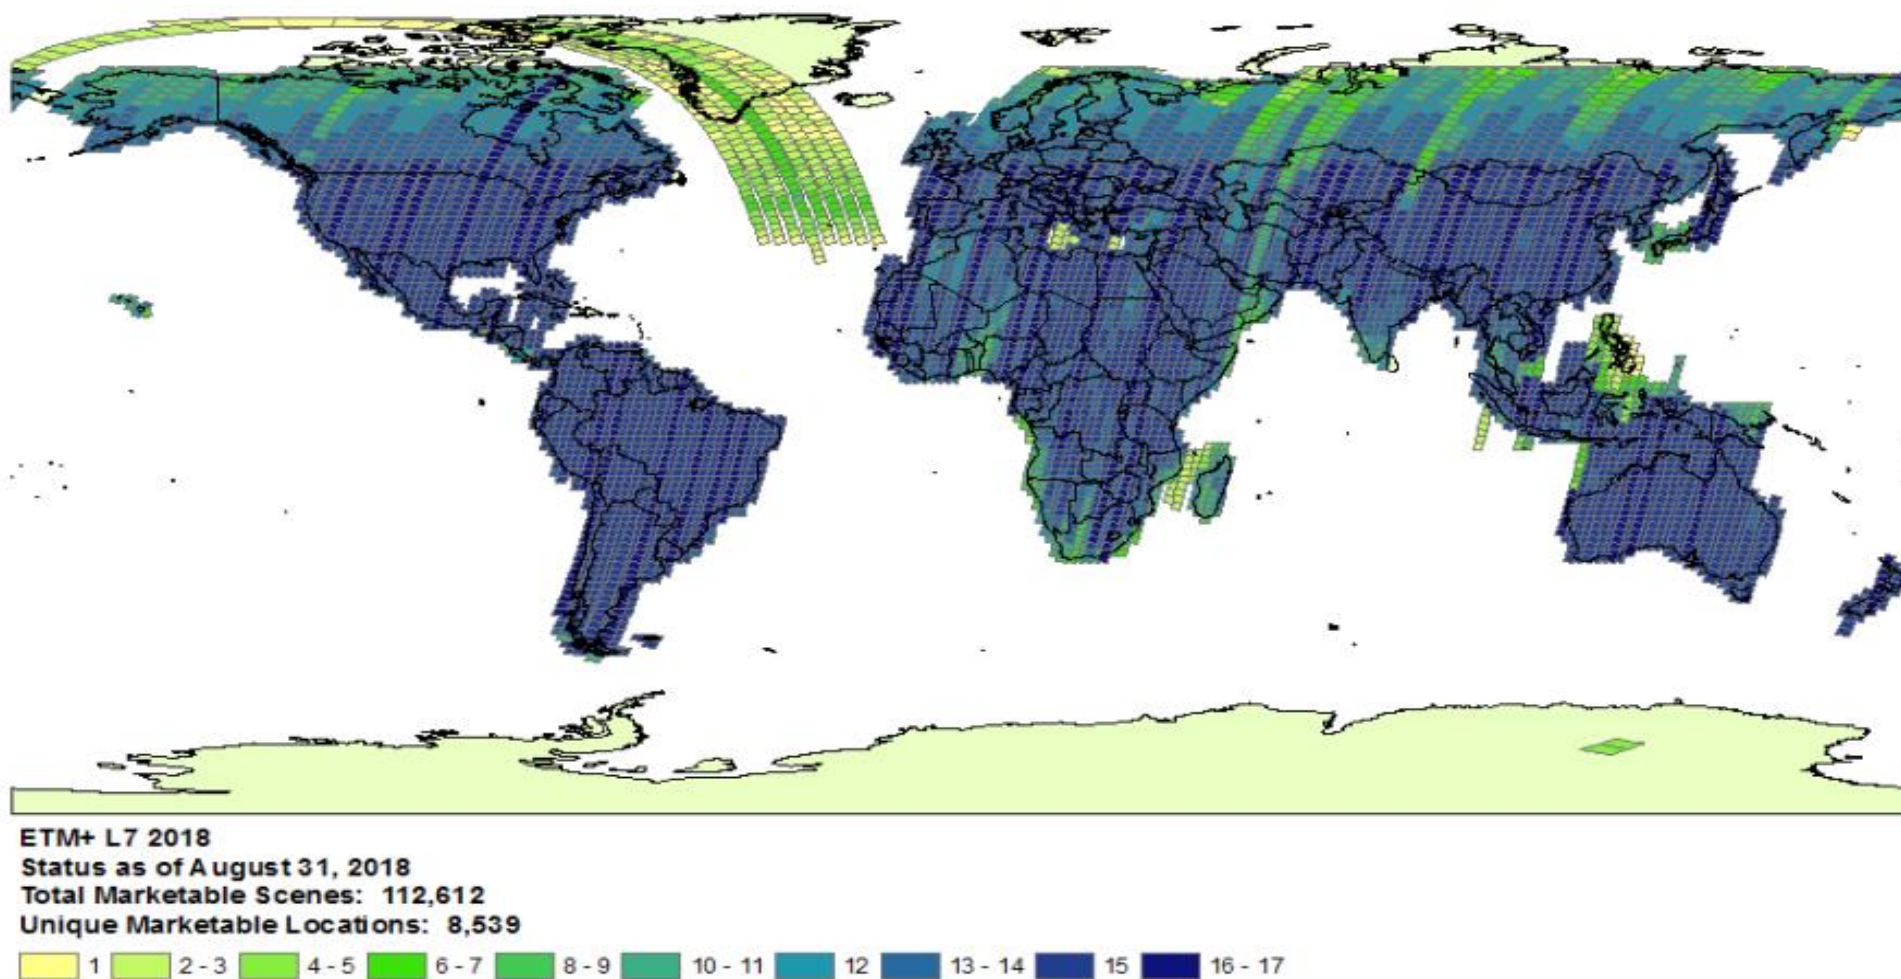 ETM+ L7 2018
Status as of August 31, 2018
Total Marketable Scenes: 112,612
Unique Marketable Locations: 8,539
1 2 - 3 4 - 5 6 - 7 8 - 9 10 - 11 12 13 - 14 15 16 - 17